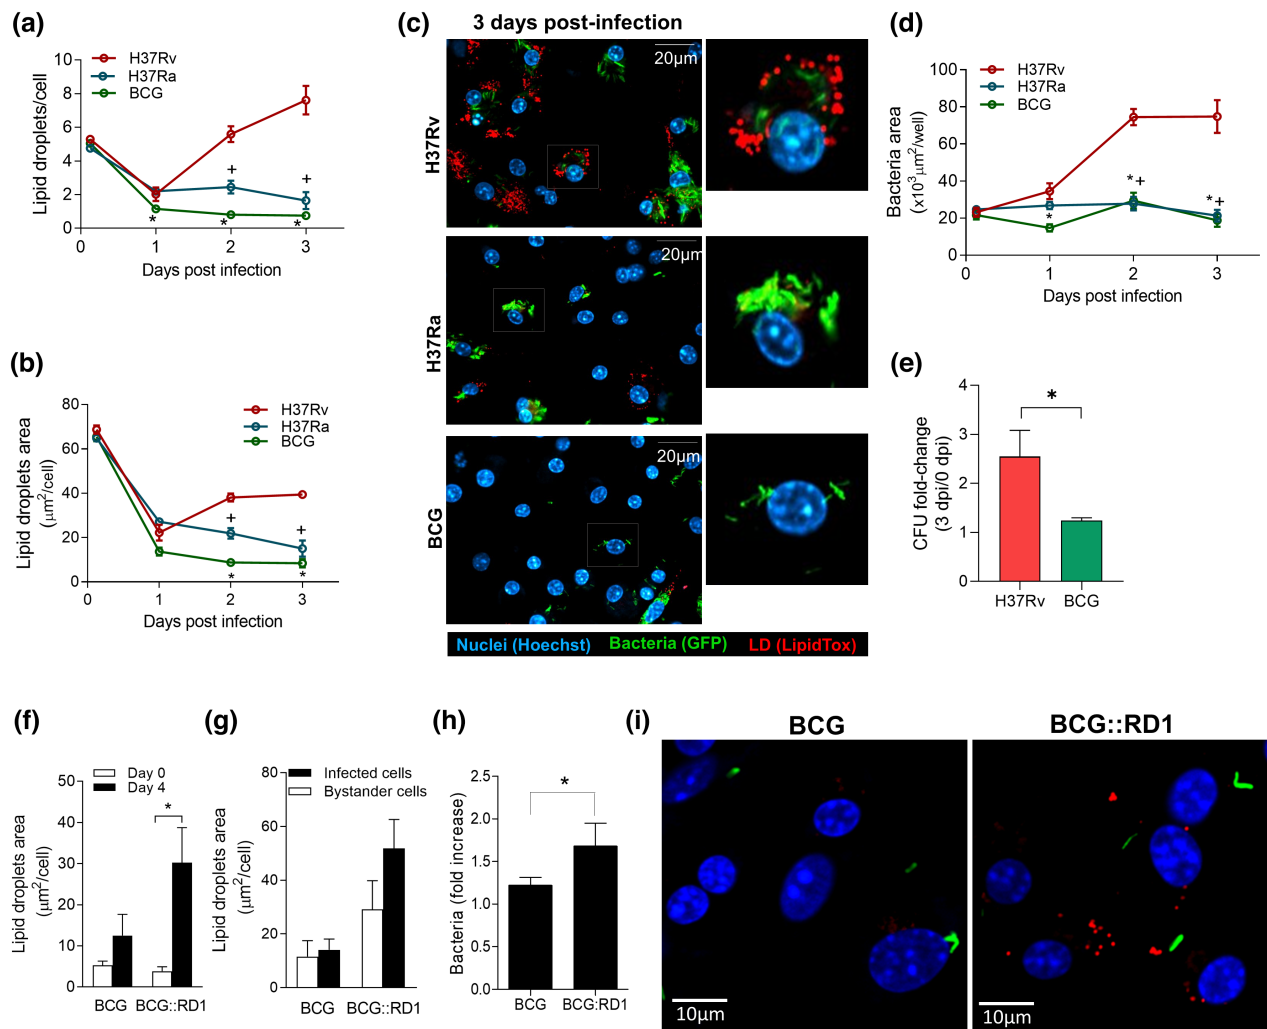 (a)
H37Rv
H37Ra
BCG
Lipid droplets/cell
10
8
6
4
2
0
+
+
*
*
*
0
1
2
3
Days post infection
(b)
H37Rv
H37Ra
BCG
Lipid droplets area
(μm²/cell)
80
60
40
20
0
+
+
*
*
0
1
2
3
Days post infection
(c)
3 days post-infection
H37Rv
20μm
H37Ra
20μm
BCG
20μm
Nuclei (Hoechst) Bacteria (GFP) LD (LipidTox)
(d)
H37Rv
H37Ra
BCG
Bacteria area
(x10³μm²/well)
100
80
60
40
20
0
*
*+
*+
0
1
2
3
Days post infection
(e)
CFU fold-change
(3 dpi/0 dpi)
4
3
2
1
0
*
H37Rv
BCG
(f)
Day 0
Day 4
Lipid droplets area
(μm²/cell)
50
40
30
20
10
0
*
BCG
BCG::RD1
(g)
Infected cells
Bystander cells
Lipid droplets area
(μm²/cell)
80
60
40
20
0
BCG
BCG::RD1
(h)
Bacteria (fold increase)
2.5
2.0
1.5
1.0
0.5
0.0
*
BCG
BCG:RD1
(i)
BCG
BCG::RD1
10μm
10μm